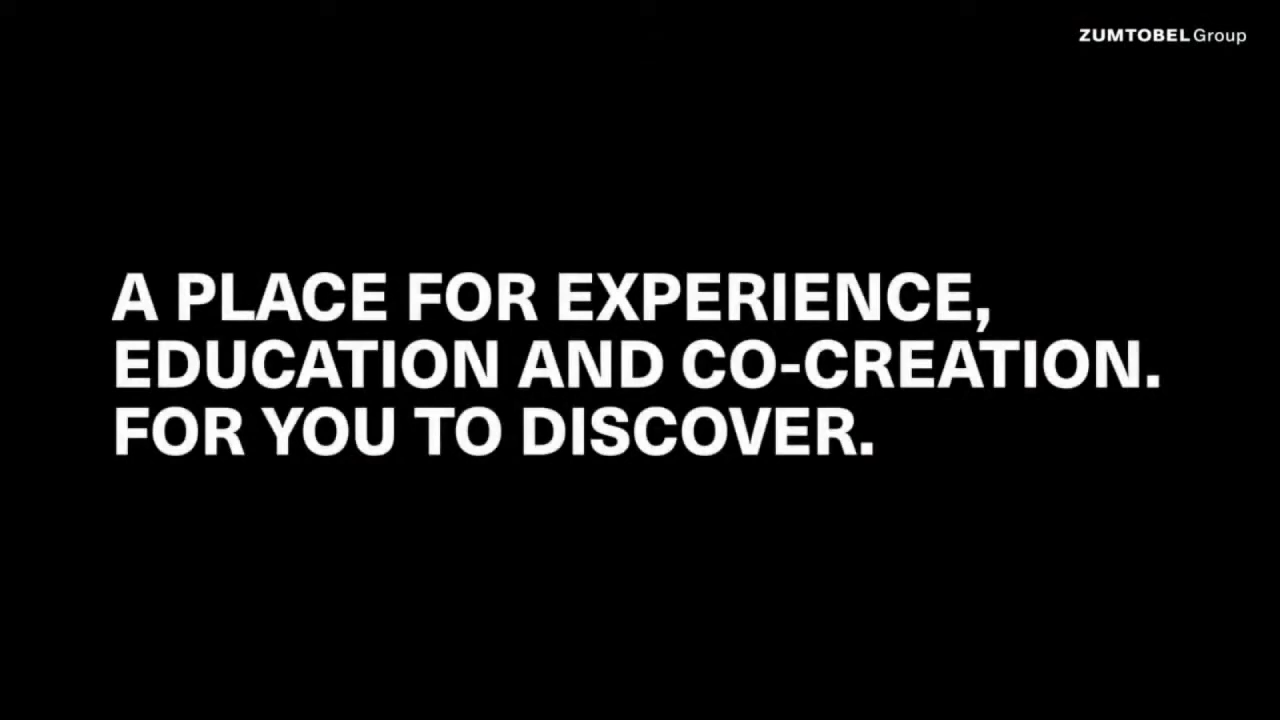 ZUMTOBEL Group
A PLACE FOR EXPERIENCE,
EDUCATION AND CO-CREATION.
FOR YOU TO DISCOVER.